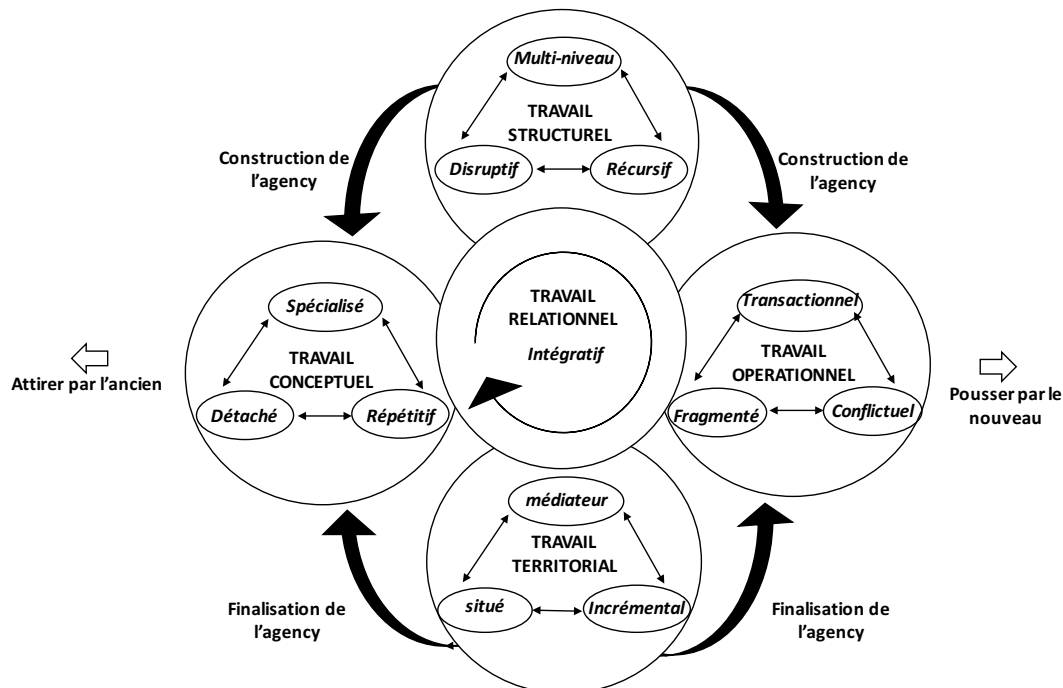 Multi-niveau
TRAVAIL
STRUCTUREL
Disruptif
Récursif
Construction de
l’agency
Construction de
l’agency
Spécialisé
TRAVAIL
CONCEPTUEL
Détaché
Répétitif
TRAVAIL
RELATIONNEL
Intégratif
Transactionnel
TRAVAIL
OPERATIONNEL
Fragmenté
Conflictuel
Attirer par l’ancien
Pousser par le
nouveau
médiateur
TRAVAIL
TERRITORIAL
situé
Incrémental
Finalisation de
l’agency
Finalisation de
l’agency